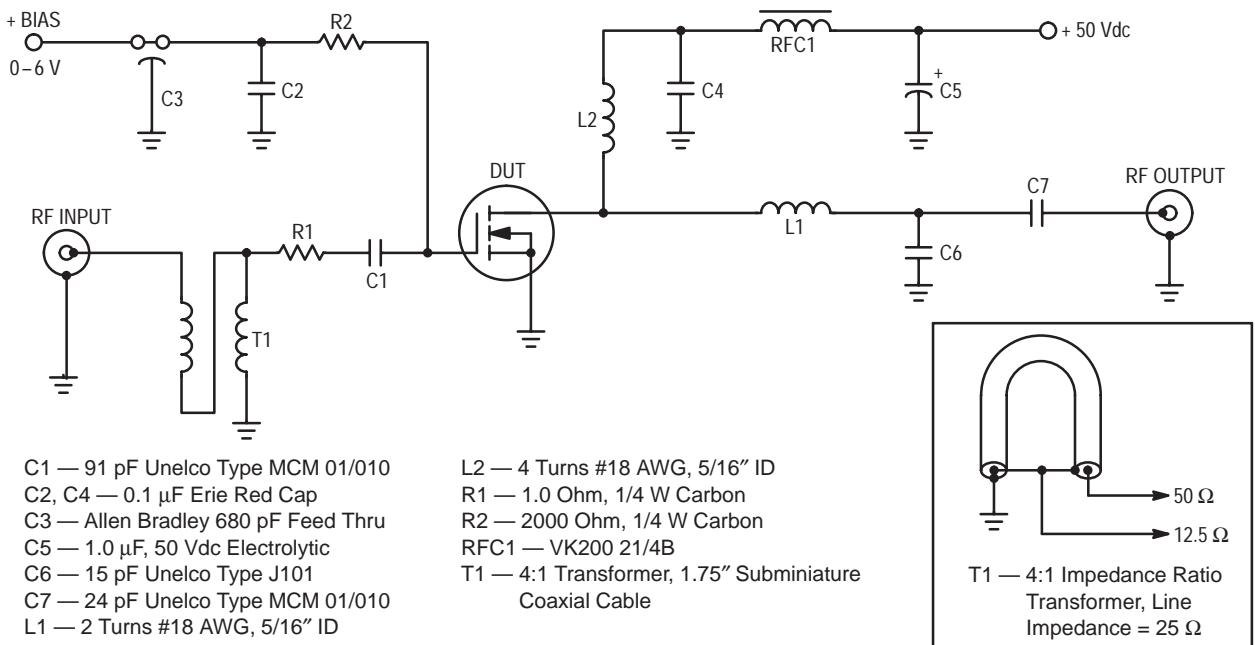 + BIAS
0–6 V
R2
C3
C2
L2
C4
RFC1
+ 50 Vdc
+
C5
DUT
RF INPUT
R1
C1
T1
L1
C7
RF OUTPUT
C6
C1 — 91 pF Unelco Type MCM 01/010
C2, C4 — 0.1 μF Erie Red Cap
C3 — Allen Bradley 680 pF Feed Thru
C5 — 1.0 μF, 50 Vdc Electrolytic
C6 — 15 pF Unelco Type J101
C7 — 24 pF Unelco Type MCM 01/010
L1 — 2 Turns #18 AWG, 5/16″ ID
L2 — 4 Turns #18 AWG, 5/16″ ID
R1 — 1.0 Ohm, 1/4 W Carbon
R2 — 2000 Ohm, 1/4 W Carbon
RFC1 — VK200 21/4B
T1 — 4:1 Transformer, 1.75″ Subminiature
Coaxial Cable
50 Ω
12.5 Ω
T1 — 4:1 Impedance Ratio
Transformer, Line
Impedance = 25 Ω